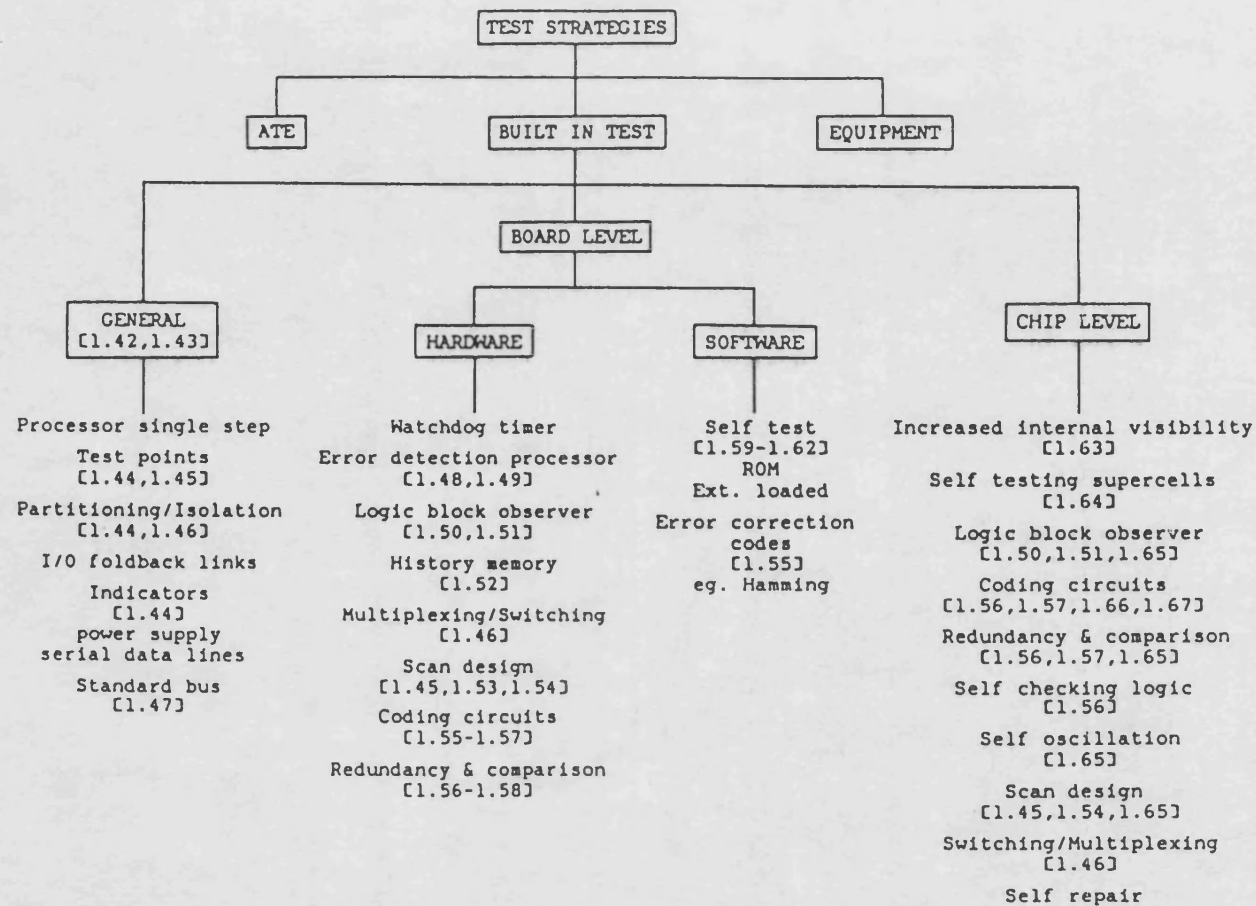 TEST STRATEGIES
ATE
BUILT IN TEST
EQUIPMENT
BOARD LEVEL
GENERAL
[1.42,1.43]
HARDWARE
SOFTWARE
CHIP LEVEL
Processor single step
Test points
[1.44,1.45]
Partitioning/Isolation
[1.44,1.46]
I/O foldback links
Indicators
[1.44]
power supply
serial data lines
Standard bus
[1.47]
Watchdog timer
Error detection processor
[1.48,1.49]
Logic block observer
[1.50,1.51]
History memory
[1.52]
Multiplexing/Switching
[1.46]
Scan design
[1.45,1.53,1.54]
Coding circuits
[1.55-1.57]
Redundancy & comparison
[1.56-1.58]
Self test
[1.59-1.62]
ROM
Ext. loaded
Error correction
codes
[1.55]
eg. Hamming
Increased internal visibility
[1.63]
Self testing supercells
[1.64]
Logic block observer
[1.50,1.51,1.65]
Coding circuits
[1.56,1.57,1.66,1.67]
Redundancy & comparison
[1.56,1.57,1.65]
Self checking logic
[1.56]
Self oscillation
[1.65]
Scan design
[1.45,1.54,1.65]
Switching/Multiplexing
[1.46]
Self repair